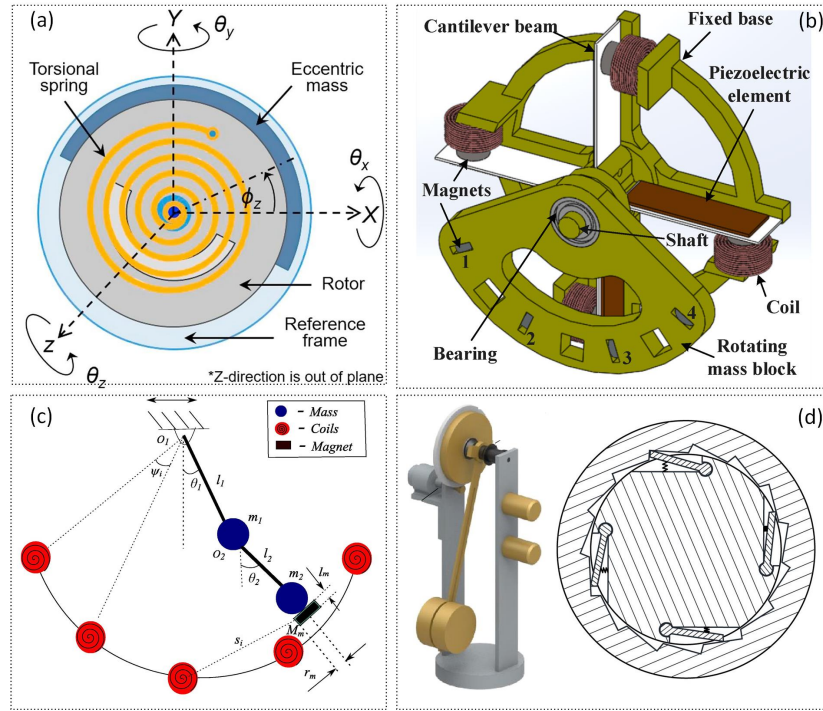 (a)
Y
θy
Torsional
spring
Eccentric
mass
θx
ϕz
X
Rotor
Z
Reference
frame
θz
*Z-direction is out of plane
(b)
Cantilever beam
Fixed base
Piezoelectric
element
Magnets
1
Shaft
Coil
4
2
3
Bearing
Rotating
mass block
(c)
- Mass
- Coils
- Magnet
O1
ψi
θ1
l1
m1
O2
l2
θ2
m2
lm
Mm
si
rm
(d)